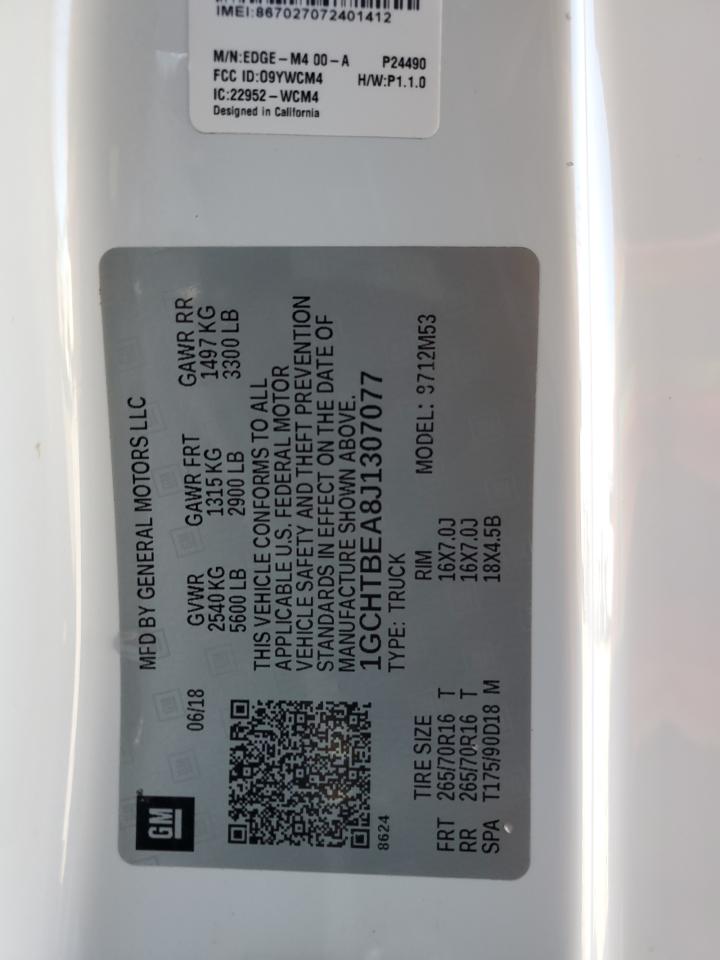 IMEI:867027072401412
M/N:EDGE-M4 00-A P24490
FCC ID:O9YWCM4 H/W:P1.1.0
IC:22952-WCM4
Designed in California
GM
MFD BY GENERAL MOTORS LLC
06/18
GVWR GAWR FRT GAWR RR
2540 KG 1315 KG 1497 KG
5600 LB 2900 LB 3300 LB
THIS VEHICLE CONFORMS TO ALL
APPLICABLE U.S. FEDERAL MOTOR
VEHICLE SAFETY AND THEFT PREVENTION
STANDARDS IN EFFECT ON THE DATE OF
MANUFACTURE SHOWN ABOVE.
1GCHTBEA8J1307077
TYPE: TRUCK
8624
TIRE SIZE RIM MODEL: 9712M53
FRT 265/70R16 T 16X7.0J
RR 265/70R16 T 16X7.0J
SPA T175/90D18 M 18X4.5B